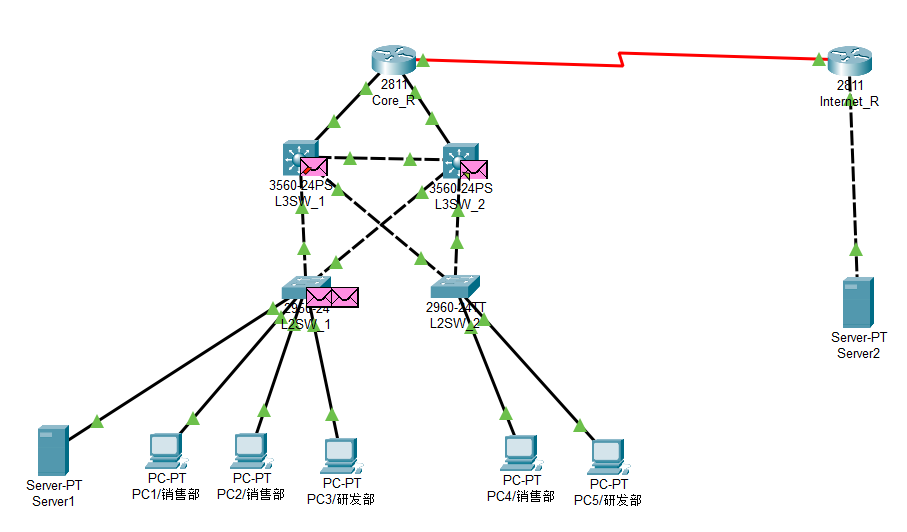 2811
Core_R
2811
Internet_R
3560-24PS
L3SW_1
3560-24PS
L3SW_2
2960-24
L2SW_1
2960-24TT
L2SW_2
Server-PT
Server2
Server-PT
Server1
PC-PT
PC1/销售部
PC-PT
PC2/销售部
PC-PT
PC3/研发部
PC-PT
PC4/销售部
PC-PT
PC5/研发部